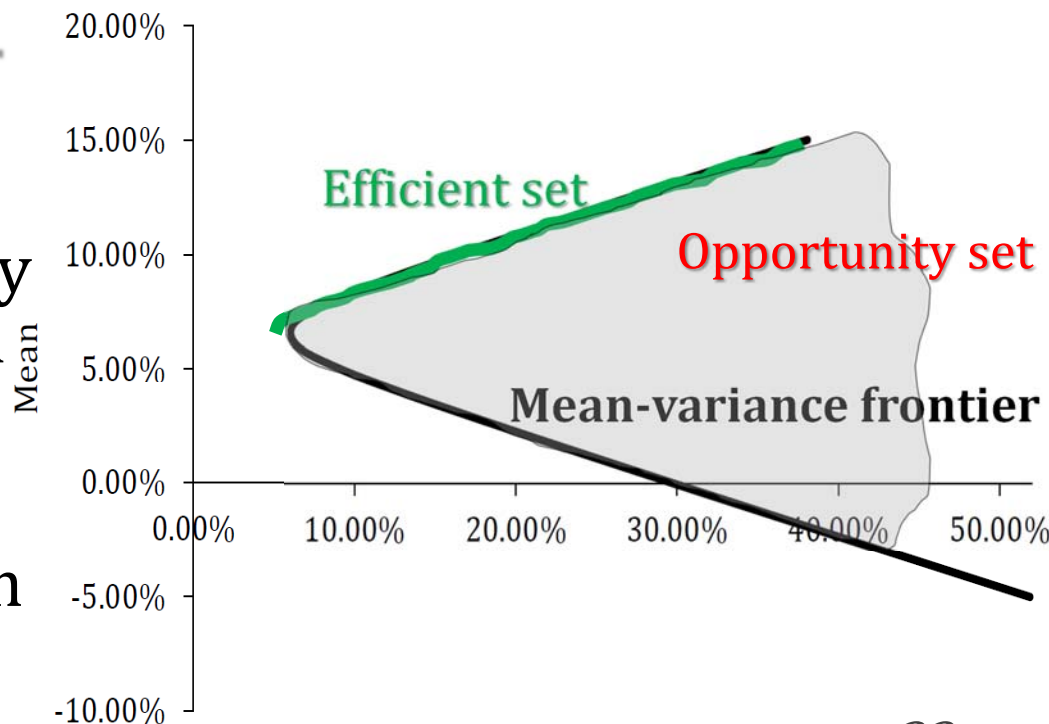 20.00%
15.00%
Efficient set
10.00%
Opportunity set
y
Mean
5.00%
Mean-variance frontier
0.00%
0.00%
10.00%
20.00%
30.00%
40.00%
50.00%
n
-5.00%
-10.00%